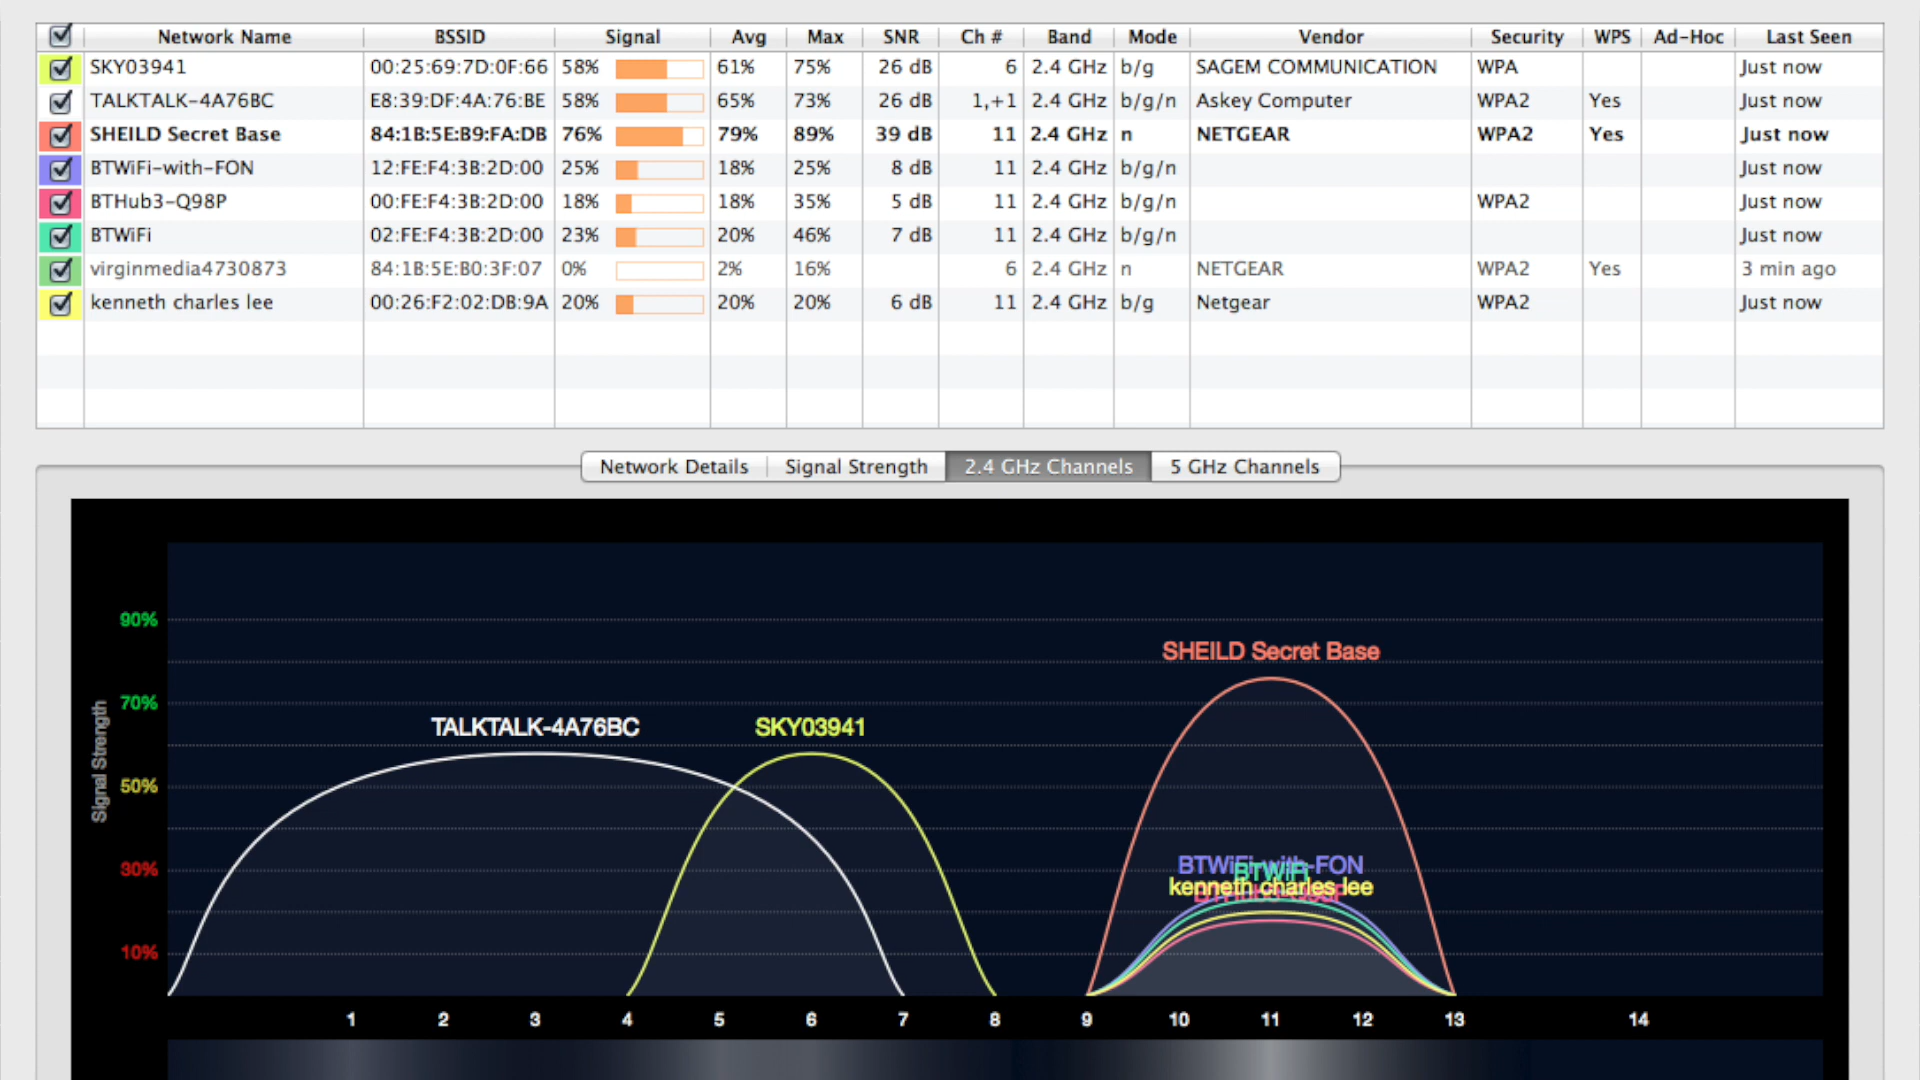 Network Name BSSID Signal Avg Max SNR Ch # Band Mode Vendor Security WPS Ad-Hoc Last Seen
SKY03941 00:25:69:7D:0F:66 58% 61% 75% 26 dB 6 2.4 GHz b/g SAGEM COMMUNICATION WPA Just now
TALKTALK-4A76BC E8:39:DF:4A:76:BE 58% 65% 73% 26 dB 1,+1 2.4 GHz b/g/n Askey Computer WPA2 Yes Just now
SHEILD Secret Base 84:1B:5E:B9:FA:DB 76% 79% 89% 39 dB 11 2.4 GHz n NETGEAR WPA2 Yes Just now
BTWiFi-with-FON 12:FE:F4:3B:2D:00 25% 18% 25% 8 dB 11 2.4 GHz b/g/n Just now
BTHub3-Q98P 00:FE:F4:3B:2D:00 18% 18% 35% 5 dB 11 2.4 GHz b/g/n WPA2 Just now
BTWiFi 02:FE:F4:3B:2D:00 23% 20% 46% 7 dB 11 2.4 GHz b/g/n Just now
virginmedia4730873 84:1B:5E:B0:3F:07 0% 2% 16% 6 2.4 GHz n NETGEAR WPA2 Yes 3 min ago
kenneth charles lee 00:26:F2:02:DB:9A 20% 20% 20% 6 dB 11 2.4 GHz b/g Netgear WPA2 Just now
Network Details Signal Strength 2.4 GHz Channels 5 GHz Channels
90%
SHEILD Secret Base
70%
TALKTALK-4A76BC SKY03941
Signal Strength
50%
30%
BTWiFi-with-FON
BTWiFi
kenneth charles lee
BTHub3-Q98P
10%
1 2 3 4 5 6 7 8 9 10 11 12 13 14